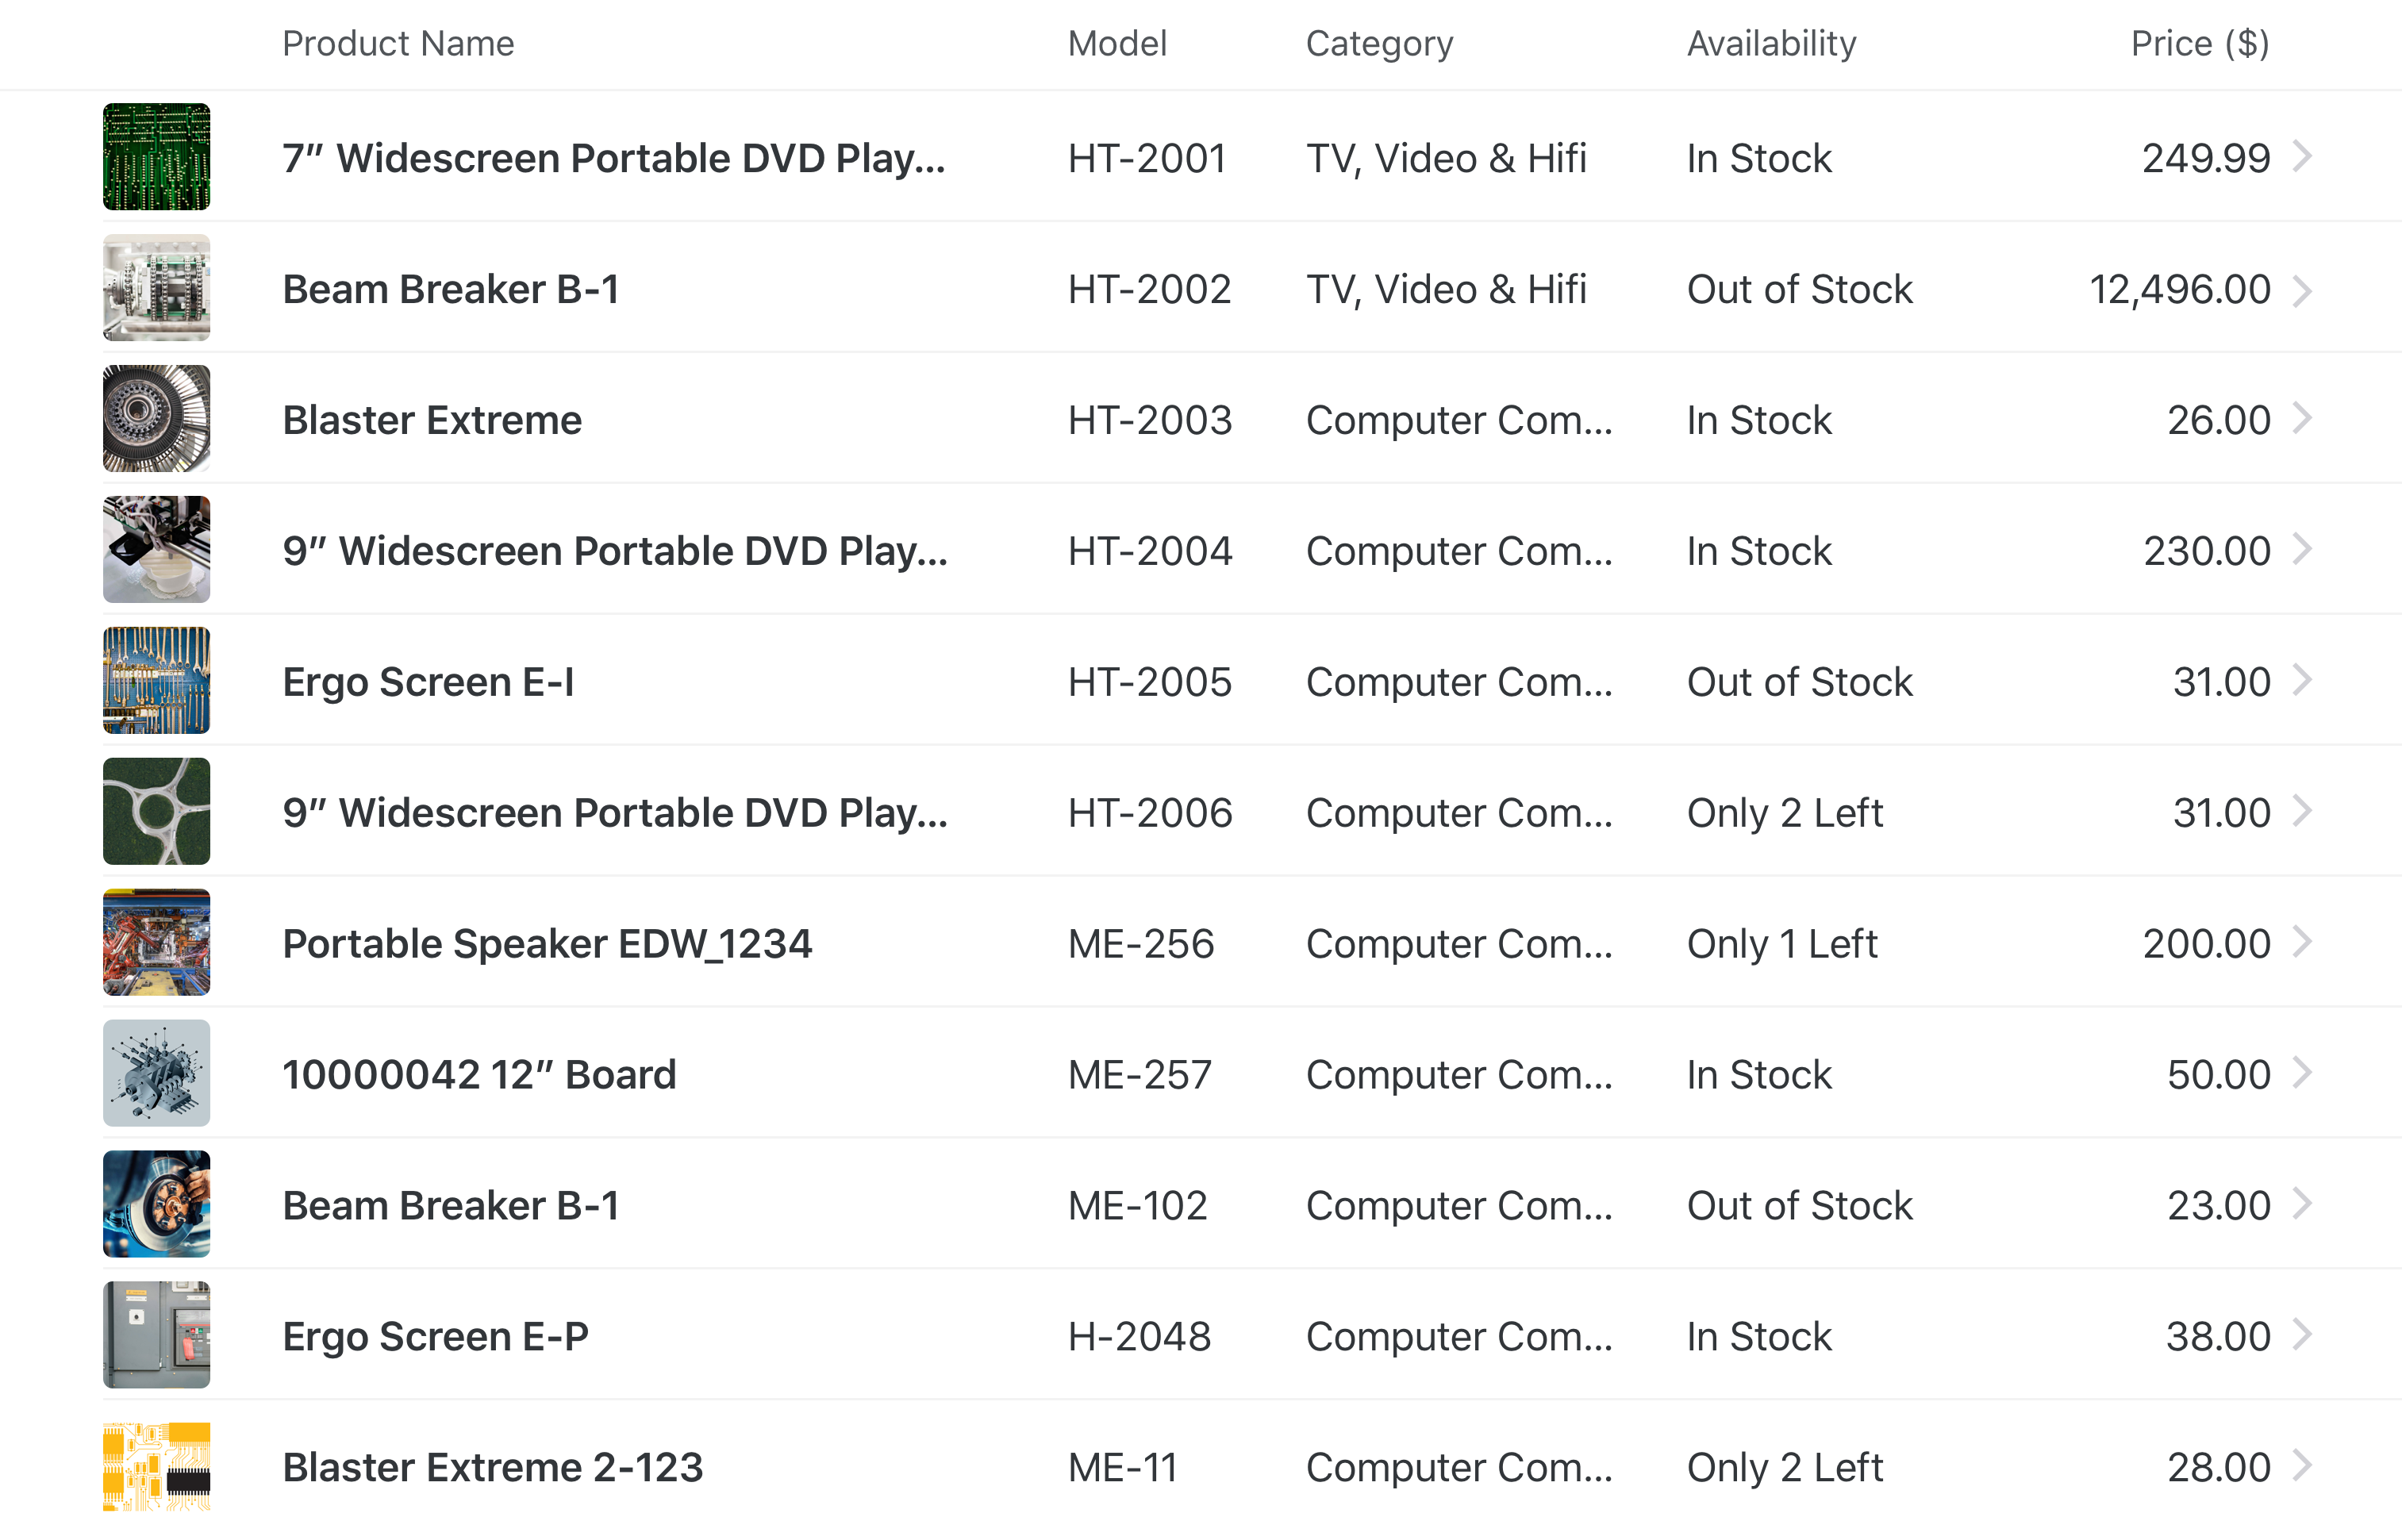 Product Name Model Category Availability Price ($)
7″ Widescreen Portable DVD Play... HT-2001 TV, Video & Hifi In Stock 249.99
Beam Breaker B-1 HT-2002 TV, Video & Hifi Out of Stock 12,496.00
Blaster Extreme HT-2003 Computer Com... In Stock 26.00
9″ Widescreen Portable DVD Play... HT-2004 Computer Com... In Stock 230.00
Ergo Screen E-I HT-2005 Computer Com... Out of Stock 31.00
9″ Widescreen Portable DVD Play... HT-2006 Computer Com... Only 2 Left 31.00
Portable Speaker EDW_1234 ME-256 Computer Com... Only 1 Left 200.00
10000042 12″ Board ME-257 Computer Com... In Stock 50.00
Beam Breaker B-1 ME-102 Computer Com... Out of Stock 23.00
Ergo Screen E-P H-2048 Computer Com... In Stock 38.00
Blaster Extreme 2-123 ME-11 Computer Com... Only 2 Left 28.00